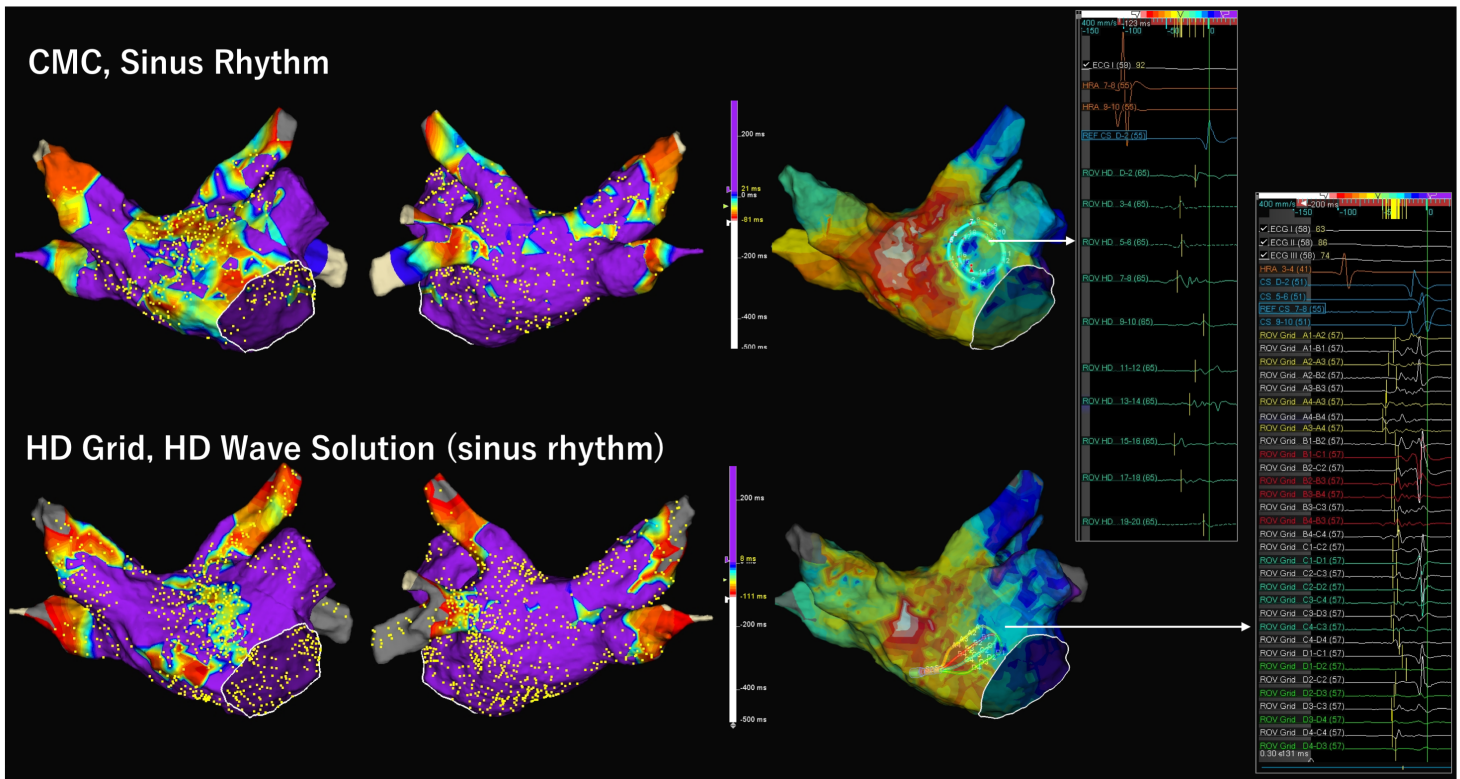 CMC, Sinus Rhythm
200 ms
21 ms
0 ms
-81 ms
-200 ms
-400 ms
-500 ms
400 mm/s
-123 ms
-150
-100
-50
0
ECG I (59) 92
HRA 7-8 (55)
HRA 9-10 (55)
REF CS D-2 (55)
ROV HD D-2 (65)
ROV HD 3-4 (65)
ROV HD 5-6 (65)
ROV HD 7-8 (65)
ROV HD 9-10 (65)
ROV HD 11-12 (65)
ROV HD 13-14 (65)
ROV HD 15-16 (65)
ROV HD 17-18 (65)
ROV HD 19-20 (65)
HD Grid, HD Wave Solution (sinus rhythm)
200 ms
8 ms
-111 ms
-200 ms
-400 ms
-500 ms
400 mm/s
-200 ms
-150
-100
0
ECG I (58) 63
ECG II (58) 86
ECG III (58) 74
HRA 3-4 (41)
CS D-2 (51)
CS 5-6 (51)
REF CS 7-8 (55)
CS 9-10 (51)
ROV Grid A1-A2 (57)
ROV Grid A1-B1 (57)
ROV Grid A2-A3 (57)
ROV Grid A2-B2 (57)
ROV Grid A3-B3 (57)
ROV Grid A4-A3 (57)
ROV Grid A4-B4 (57)
ROV Grid A3-A4 (57)
ROV Grid B1-B2 (57)
ROV Grid B1-C1 (57)
ROV Grid B2-C2 (57)
ROV Grid B2-B3 (57)
ROV Grid B3-B4 (57)
ROV Grid B3-C3 (57)
ROV Grid B4-B3 (57)
ROV Grid B4-C4 (57)
ROV Grid C1-C2 (57)
ROV Grid C1-D1 (57)
ROV Grid C2-C3 (57)
ROV Grid C2-D2 (57)
ROV Grid C3-C4 (57)
ROV Grid C3-D3 (57)
ROV Grid C4-C3 (57)
ROV Grid C4-D4 (57)
ROV Grid D1-C1 (57)
ROV Grid D1-D2 (57)
ROV Grid D2-C2 (57)
ROV Grid D2-D3 (57)
ROV Grid D3-C3 (57)
ROV Grid D3-D4 (57)
ROV Grid D4-C4 (57)
ROV Grid D4-D3 (57)